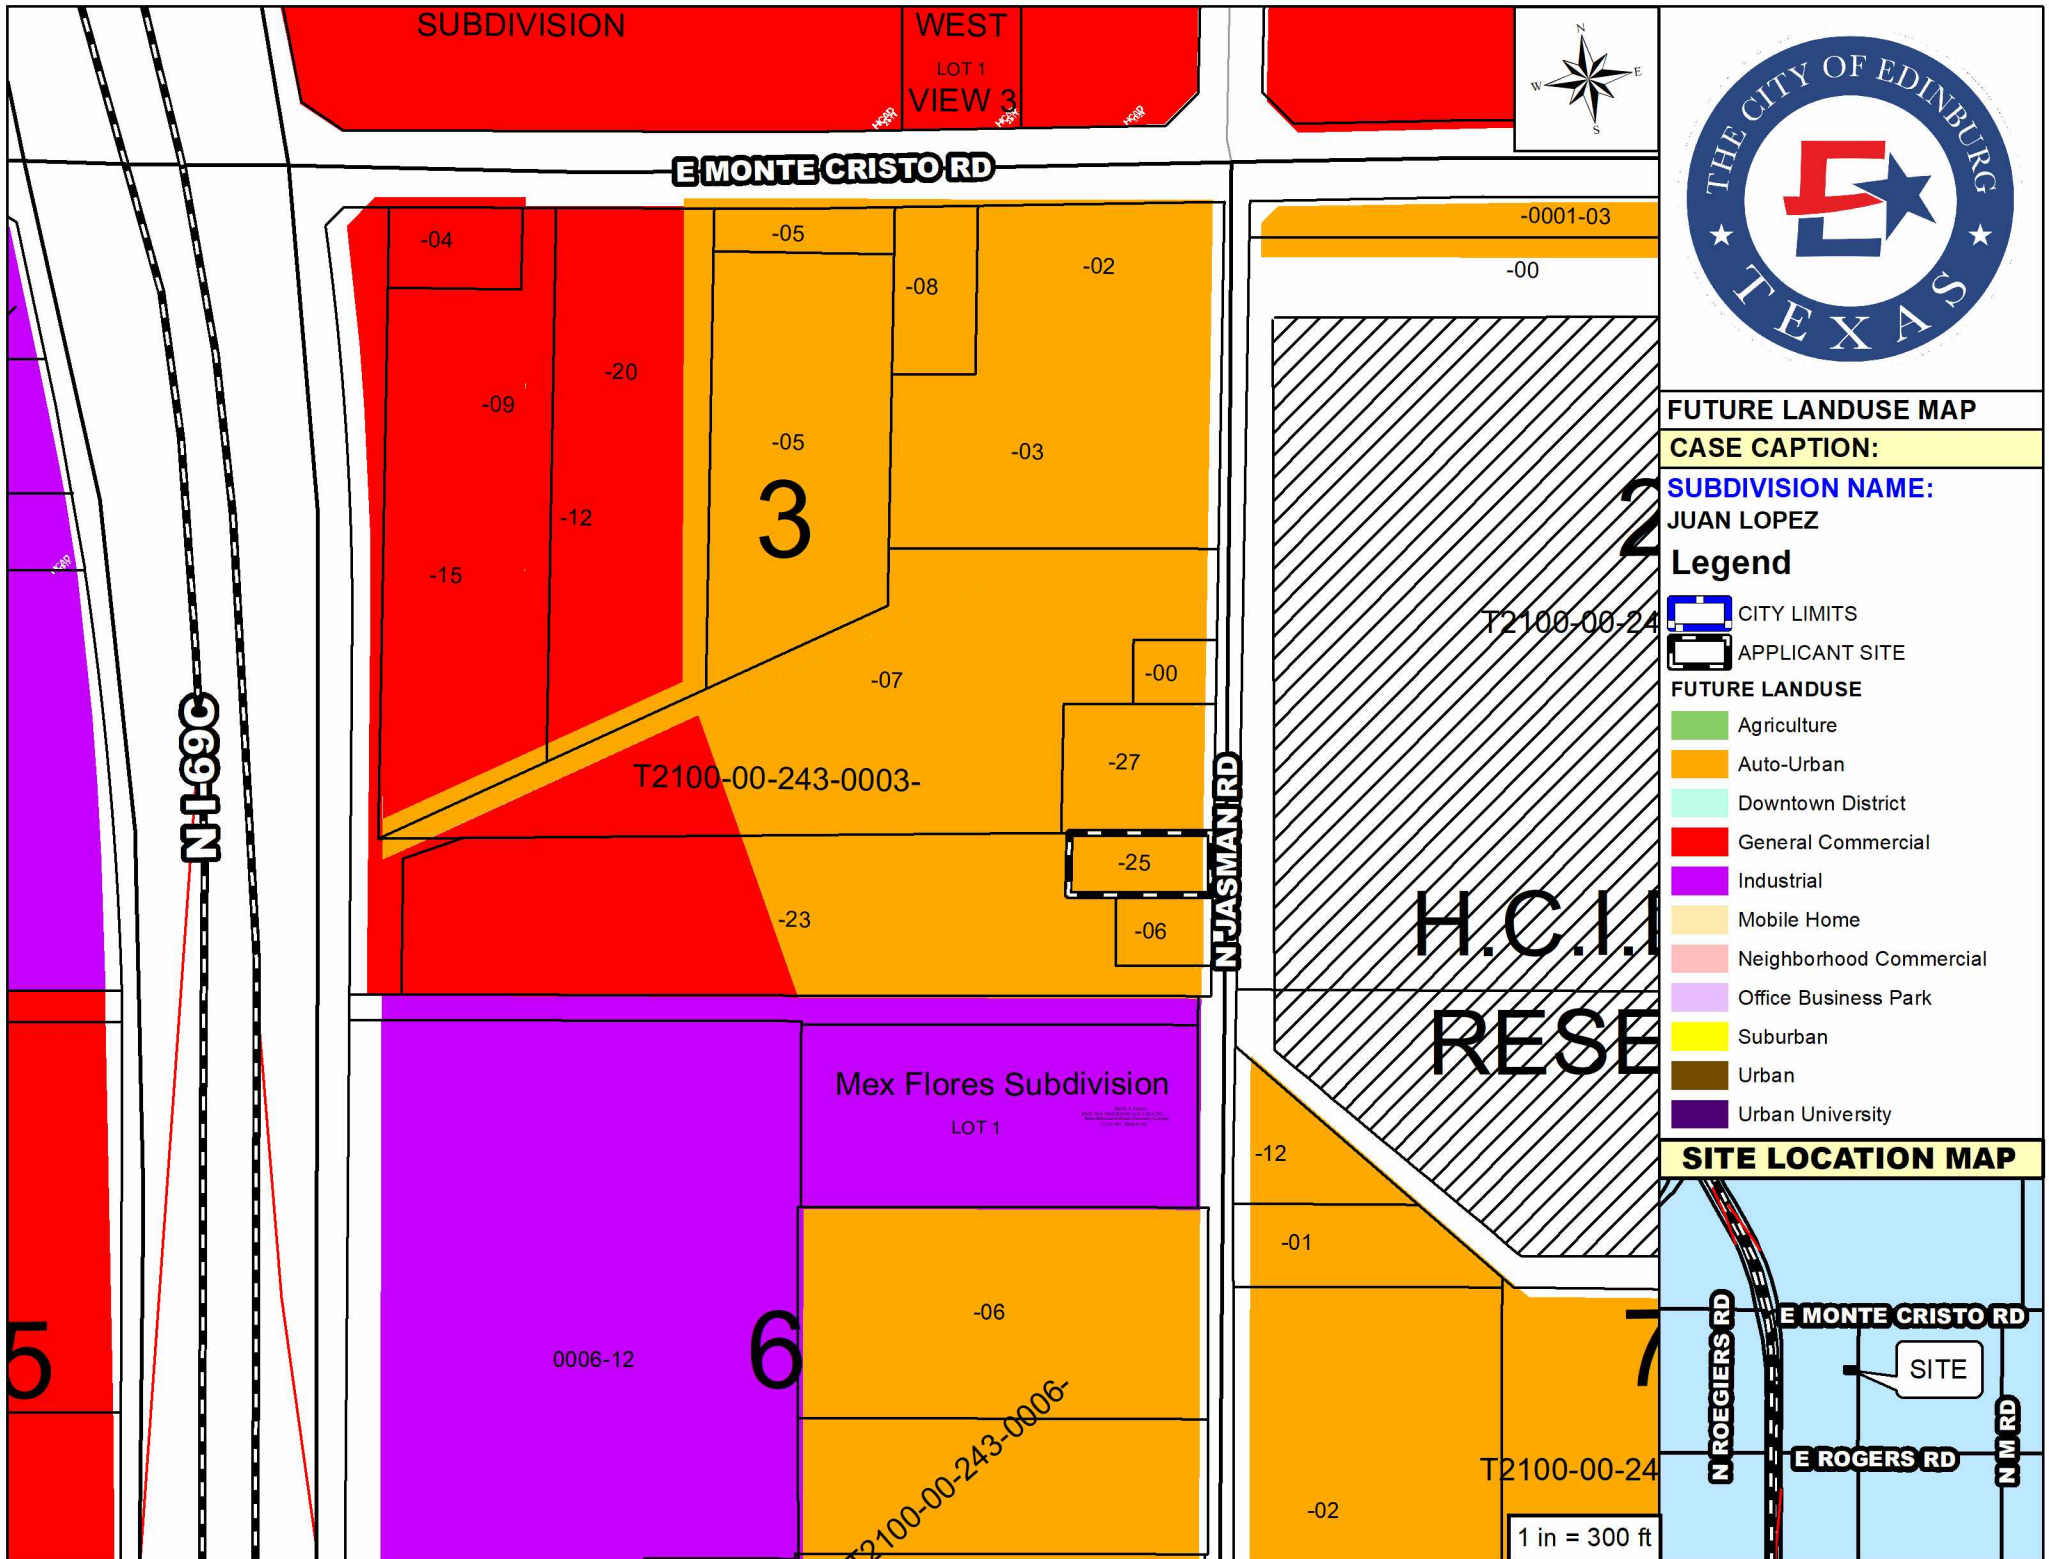 SUBDIVISION
WEST
LOT 1
VIEW 3
HCAD
HCAD
HCAD
N
E
S
W
E MONTE CRISTO RD
-04
-05
-08
-02
-0001-03
-00
-20
-09
-05
-03
3
-12
-15
2
HCAD
T2100-00-24
-00
-07
N I-69C
-27
T2100-00-243-0003-
N JASMAN RD
-25
-23
-06
H.C.I.
RESE
Mex Flores Subdivision
LOT 1
-12
-01
-06
5
0006-12
6
7
T2100-00-243-0006-
T2100-00-24
-02
1 in = 300 ft
THE CITY OF EDINBURG
TEXAS
FUTURE LANDUSE MAP
CASE CAPTION:
SUBDIVISION NAME:
JUAN LOPEZ
Legend
CITY LIMITS
APPLICANT SITE
FUTURE LANDUSE
Agriculture
Auto-Urban
Downtown District
General Commercial
Industrial
Mobile Home
Neighborhood Commercial
Office Business Park
Suburban
Urban
Urban University
SITE LOCATION MAP
N ROEGIERS RD
E MONTE CRISTO RD
SITE
N M RD
E ROGERS RD